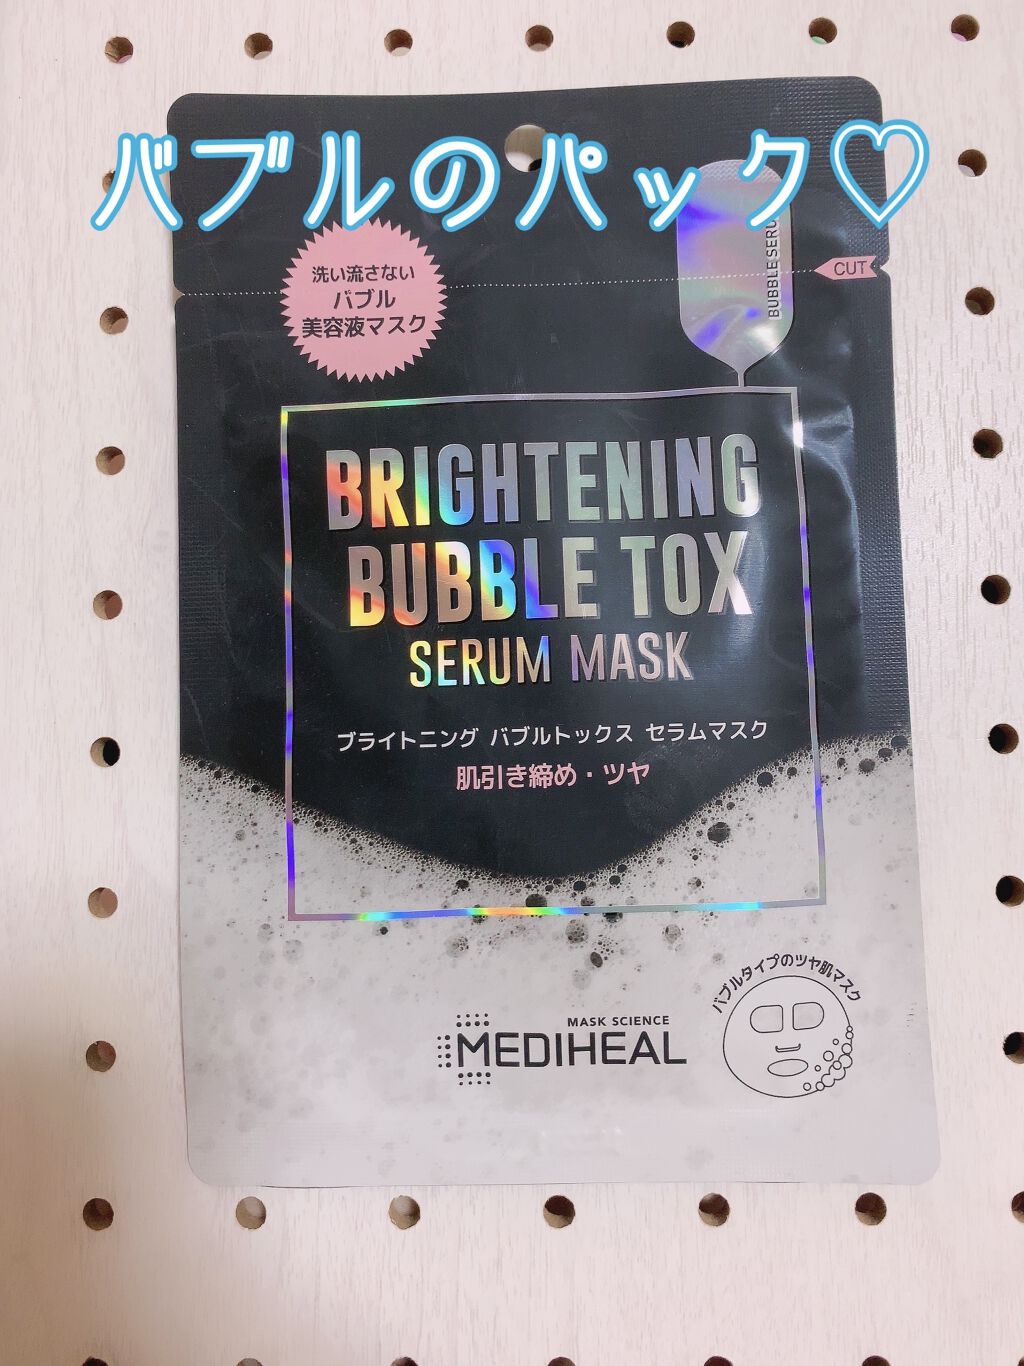 バブルのパック♡
BUBBLE SERU
CUT
洗い流さない
バブル
美容液マスク
BRIGHTENING
BUBBLE TOX
SERUM MASK
ブライトニング バブルトックス セラムマスク
肌引き締め・ツヤ
バブルタイプのツヤ肌マスク
MASK SCIENCE
MEDIHEAL